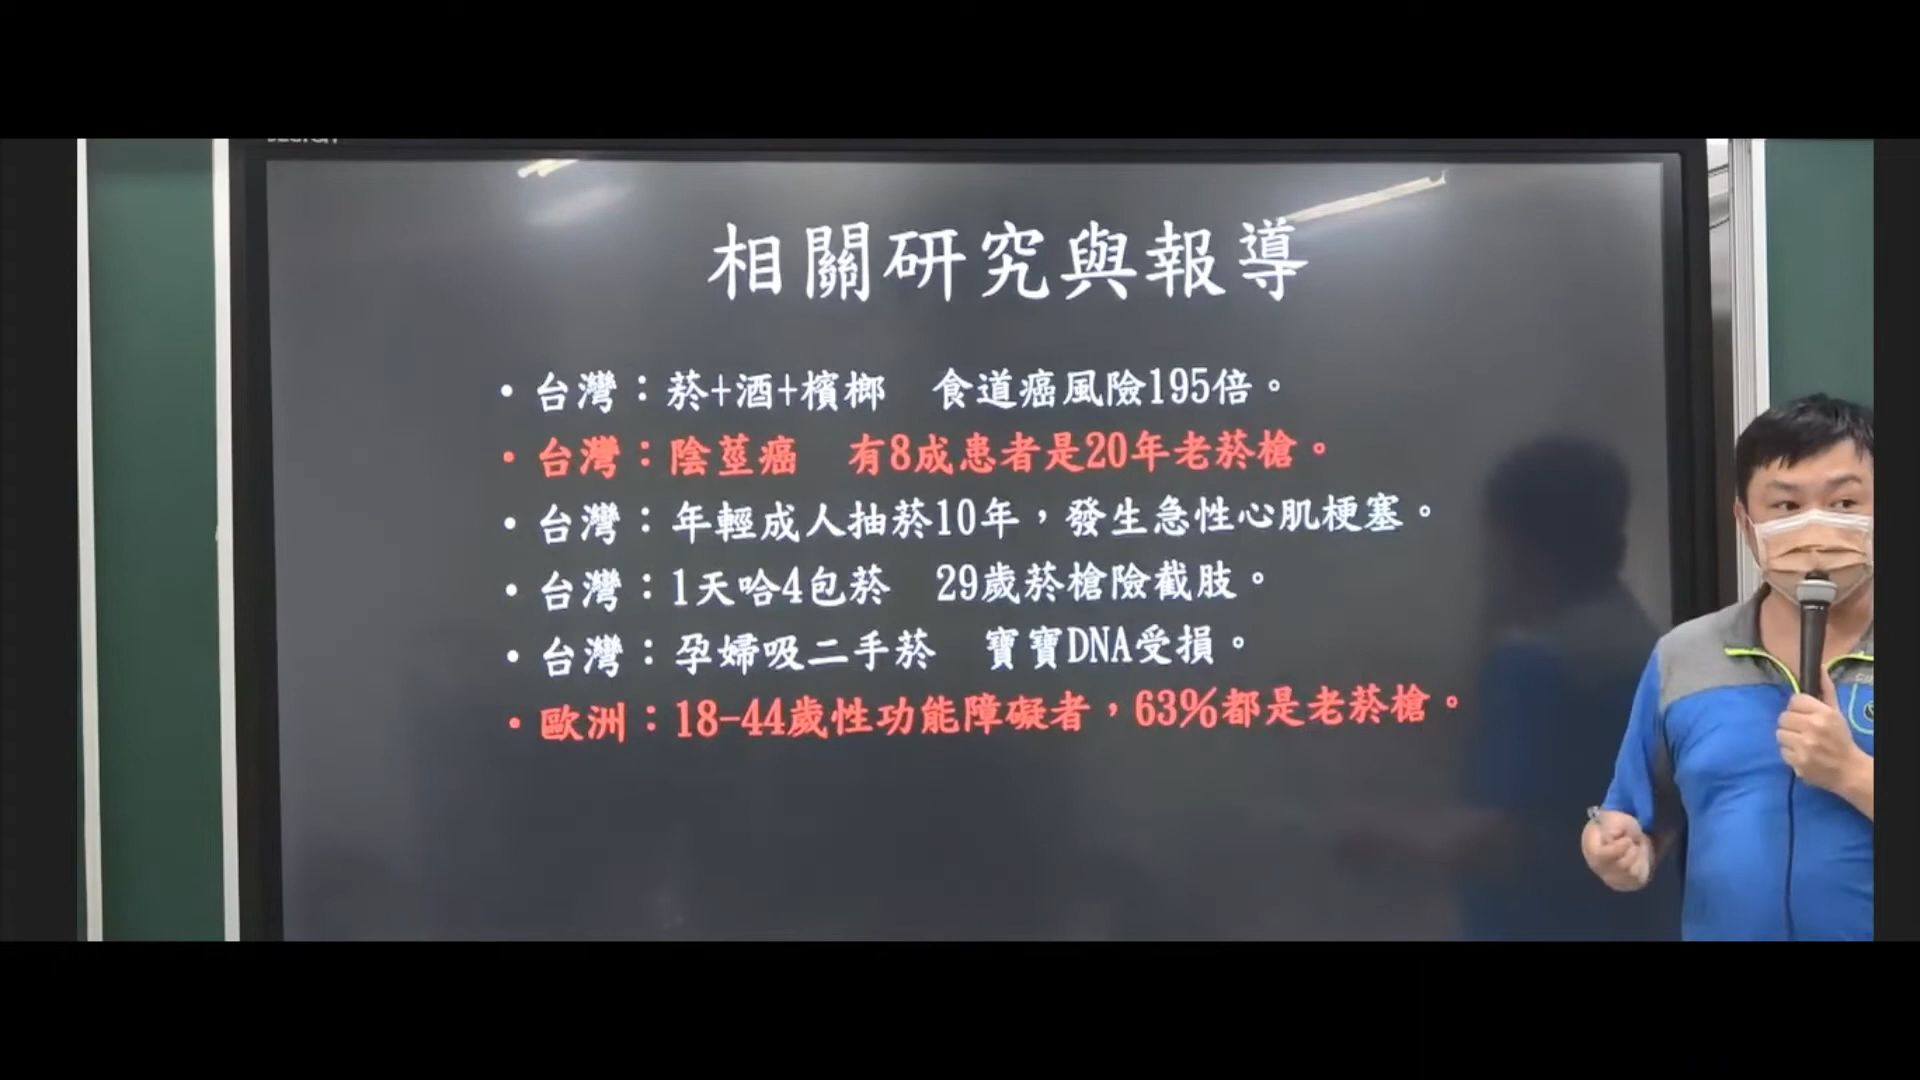 相關研究與報導
• 台灣：菸+酒+檳榔　食道癌風險195倍。
• 台灣：陰莖癌　有8成患者是20年老菸槍。
• 台灣：年輕成人抽菸10年，發生急性心肌梗塞。
• 台灣：1天哈4包菸　29歲菸槍險截肢。
• 台灣：孕婦吸二手菸　寶寶DNA受損。
• 歐洲：18-44歲性功能障礙者，63%都是老菸槍。